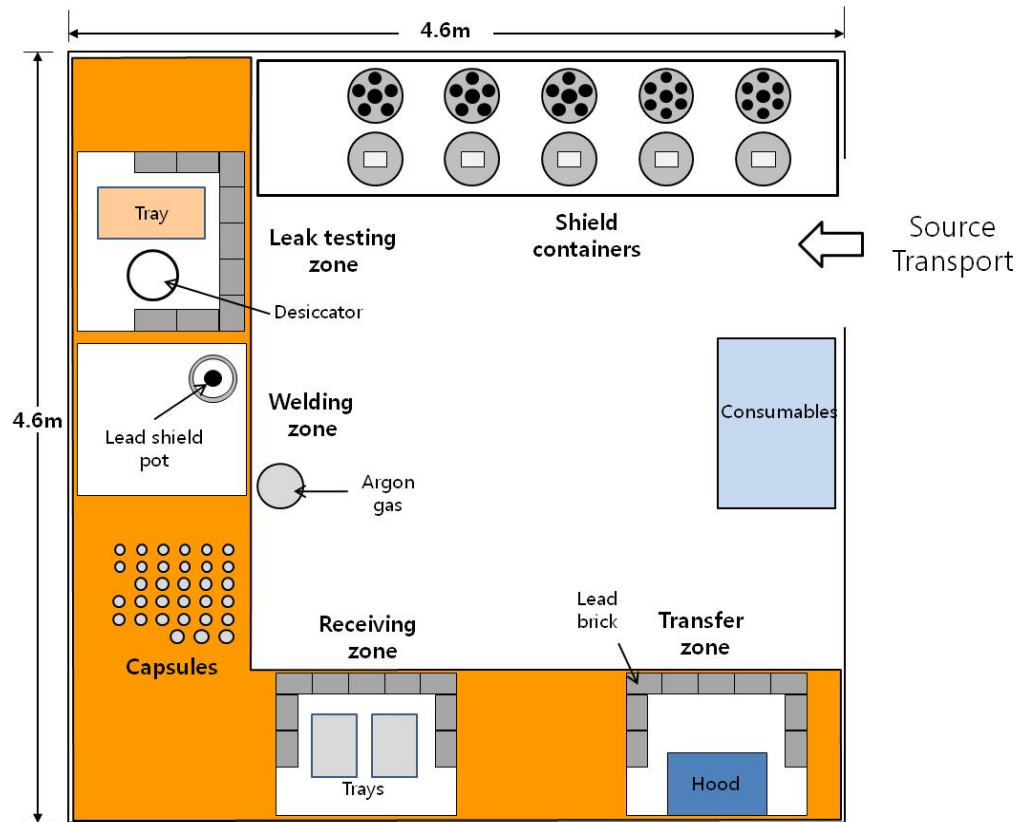 4.6m
Tray
Leak testing
zone
Desiccator
Shield
containers
Source
Transport
4.6m
Lead shield
pot
Welding
zone
Argon
gas
Consumables
Capsules
Receiving
zone
Trays
Lead
brick
Transfer
zone
Hood